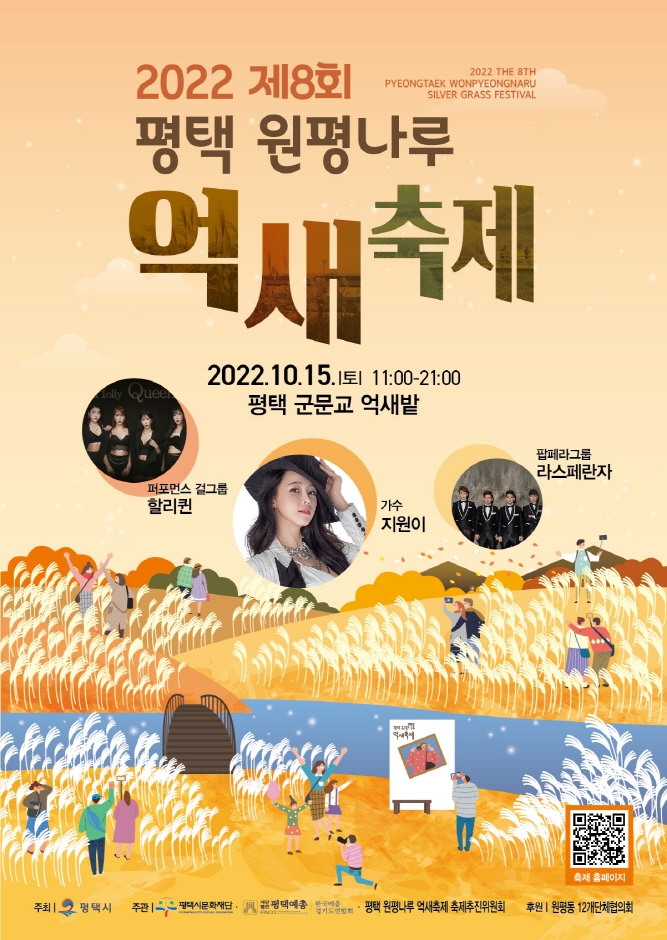 2022 제8회
2022 THE 8TH
PYEONGTAEK WONPYEONGNARU
SILVER GRASS FESTIVAL
평택 원평나루
억새축제
2022.10.15.|토| 11:00-21:00
평택 군문교 억새밭
Queen
퍼포먼스 걸그룹
할리퀸
가수
지원이
팝페라그룹
라스페란자
억새축제
축제 홈페이지
주최 | 평택시
주관 | 평택시문화재단 · 평택예총 한국예총 경기도연합회 · 평택 원평나루 억새축제 축제추진위원회
후원 | 원평동 12개단체협의회